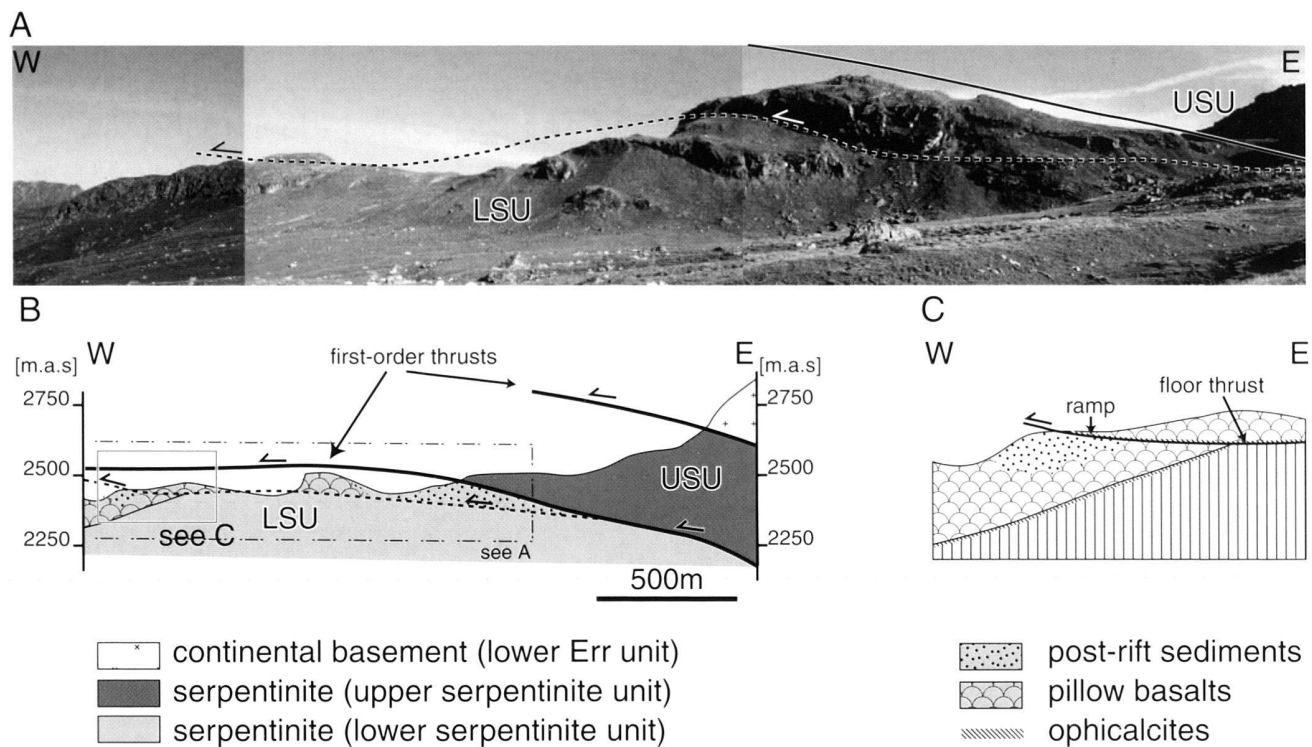 A
W
E
USU
LSU
B
C
W
E
W
E
[m.a.s]
[m.a.s]
first-order thrusts
floor thrust
ramp
2750
2750
2500
2500
2250
2250
USU
LSU
see C
see A
500m
continental basement (lower Err unit)
serpentinite (upper serpentinite unit)
serpentinite (lower serpentinite unit)
post-rift sediments
pillow basalts
ophicalcites